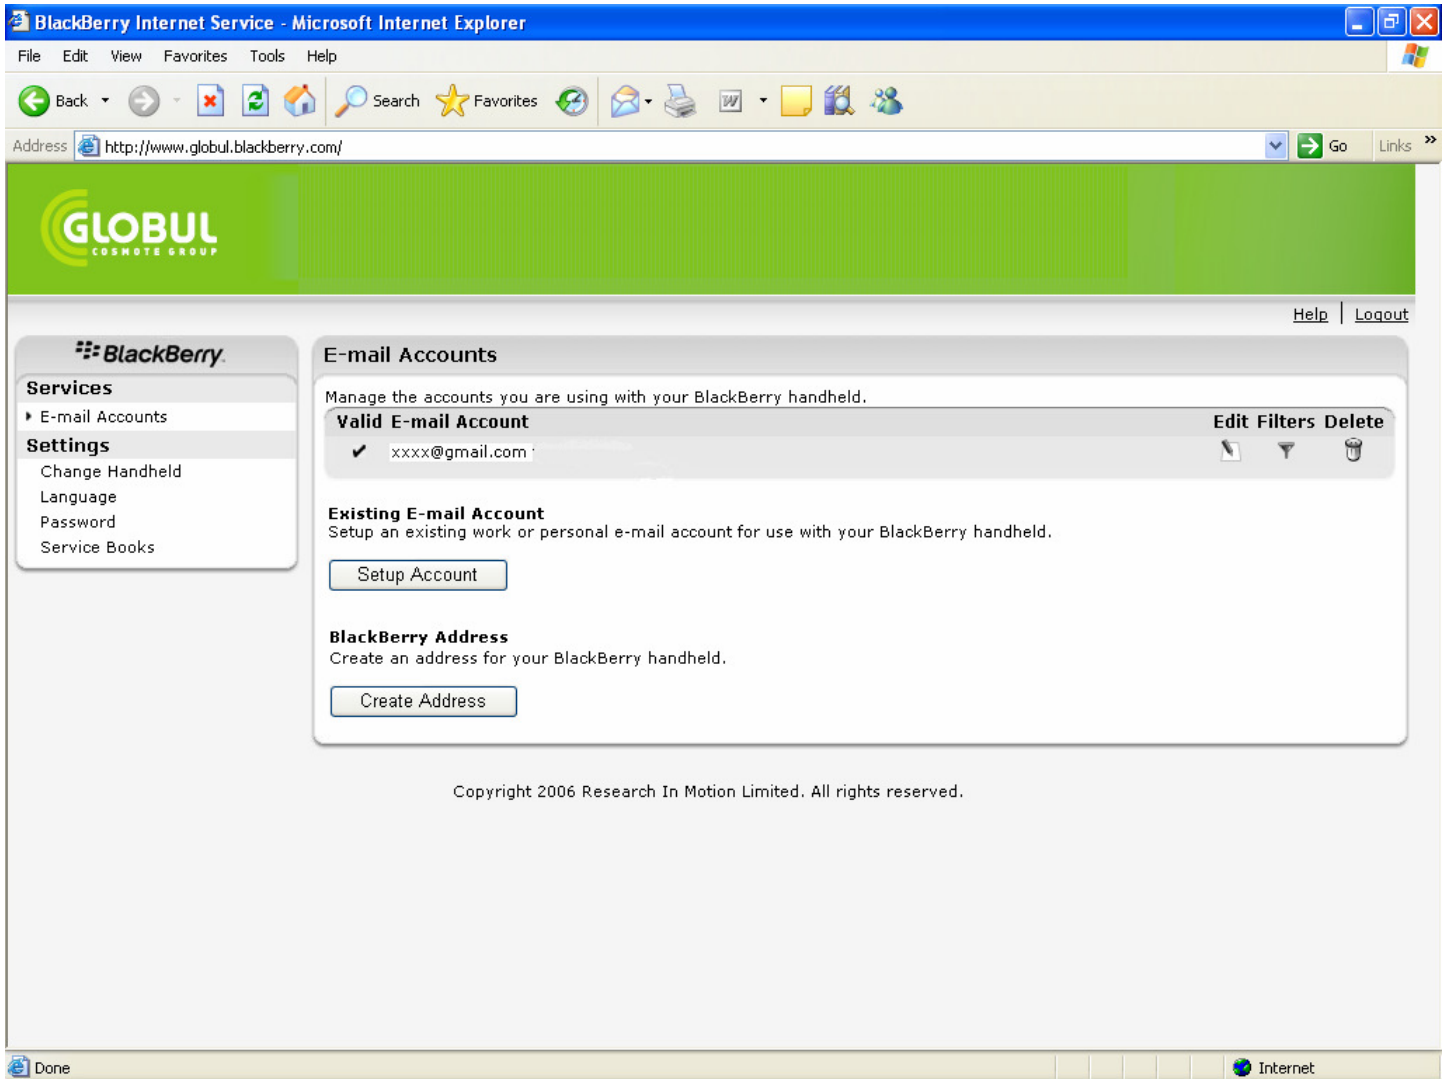 BlackBerry Internet Service - Microsoft Internet Explorer
File Edit View Favorites Tools Help
Back Search Favorites
Address http://www.globul.blackberry.com/ Go Links »
GLOBUL
COSMOTE GROUP
Help | Logout
BlackBerry.
Services
E-mail Accounts
Settings
Change Handheld
Language
Password
Service Books
E-mail Accounts
Manage the accounts you are using with your BlackBerry handheld.
Valid E-mail Account Edit Filters Delete
xxxx@gmail.com
Existing E-mail Account
Setup an existing work or personal e-mail account for use with your BlackBerry handheld.
Setup Account
BlackBerry Address
Create an address for your BlackBerry handheld.
Create Address
Copyright 2006 Research In Motion Limited. All rights reserved.
Done Internet